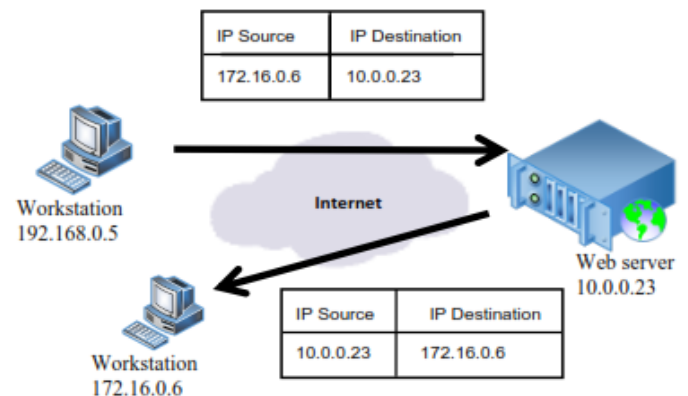 IP Source IP Destination
172.16.0.6 10.0.0.23
Workstation
192.168.0.5
Internet
Web server
10.0.0.23
IP Source IP Destination
10.0.0.23 172.16.0.6
Workstation
172.16.0.6